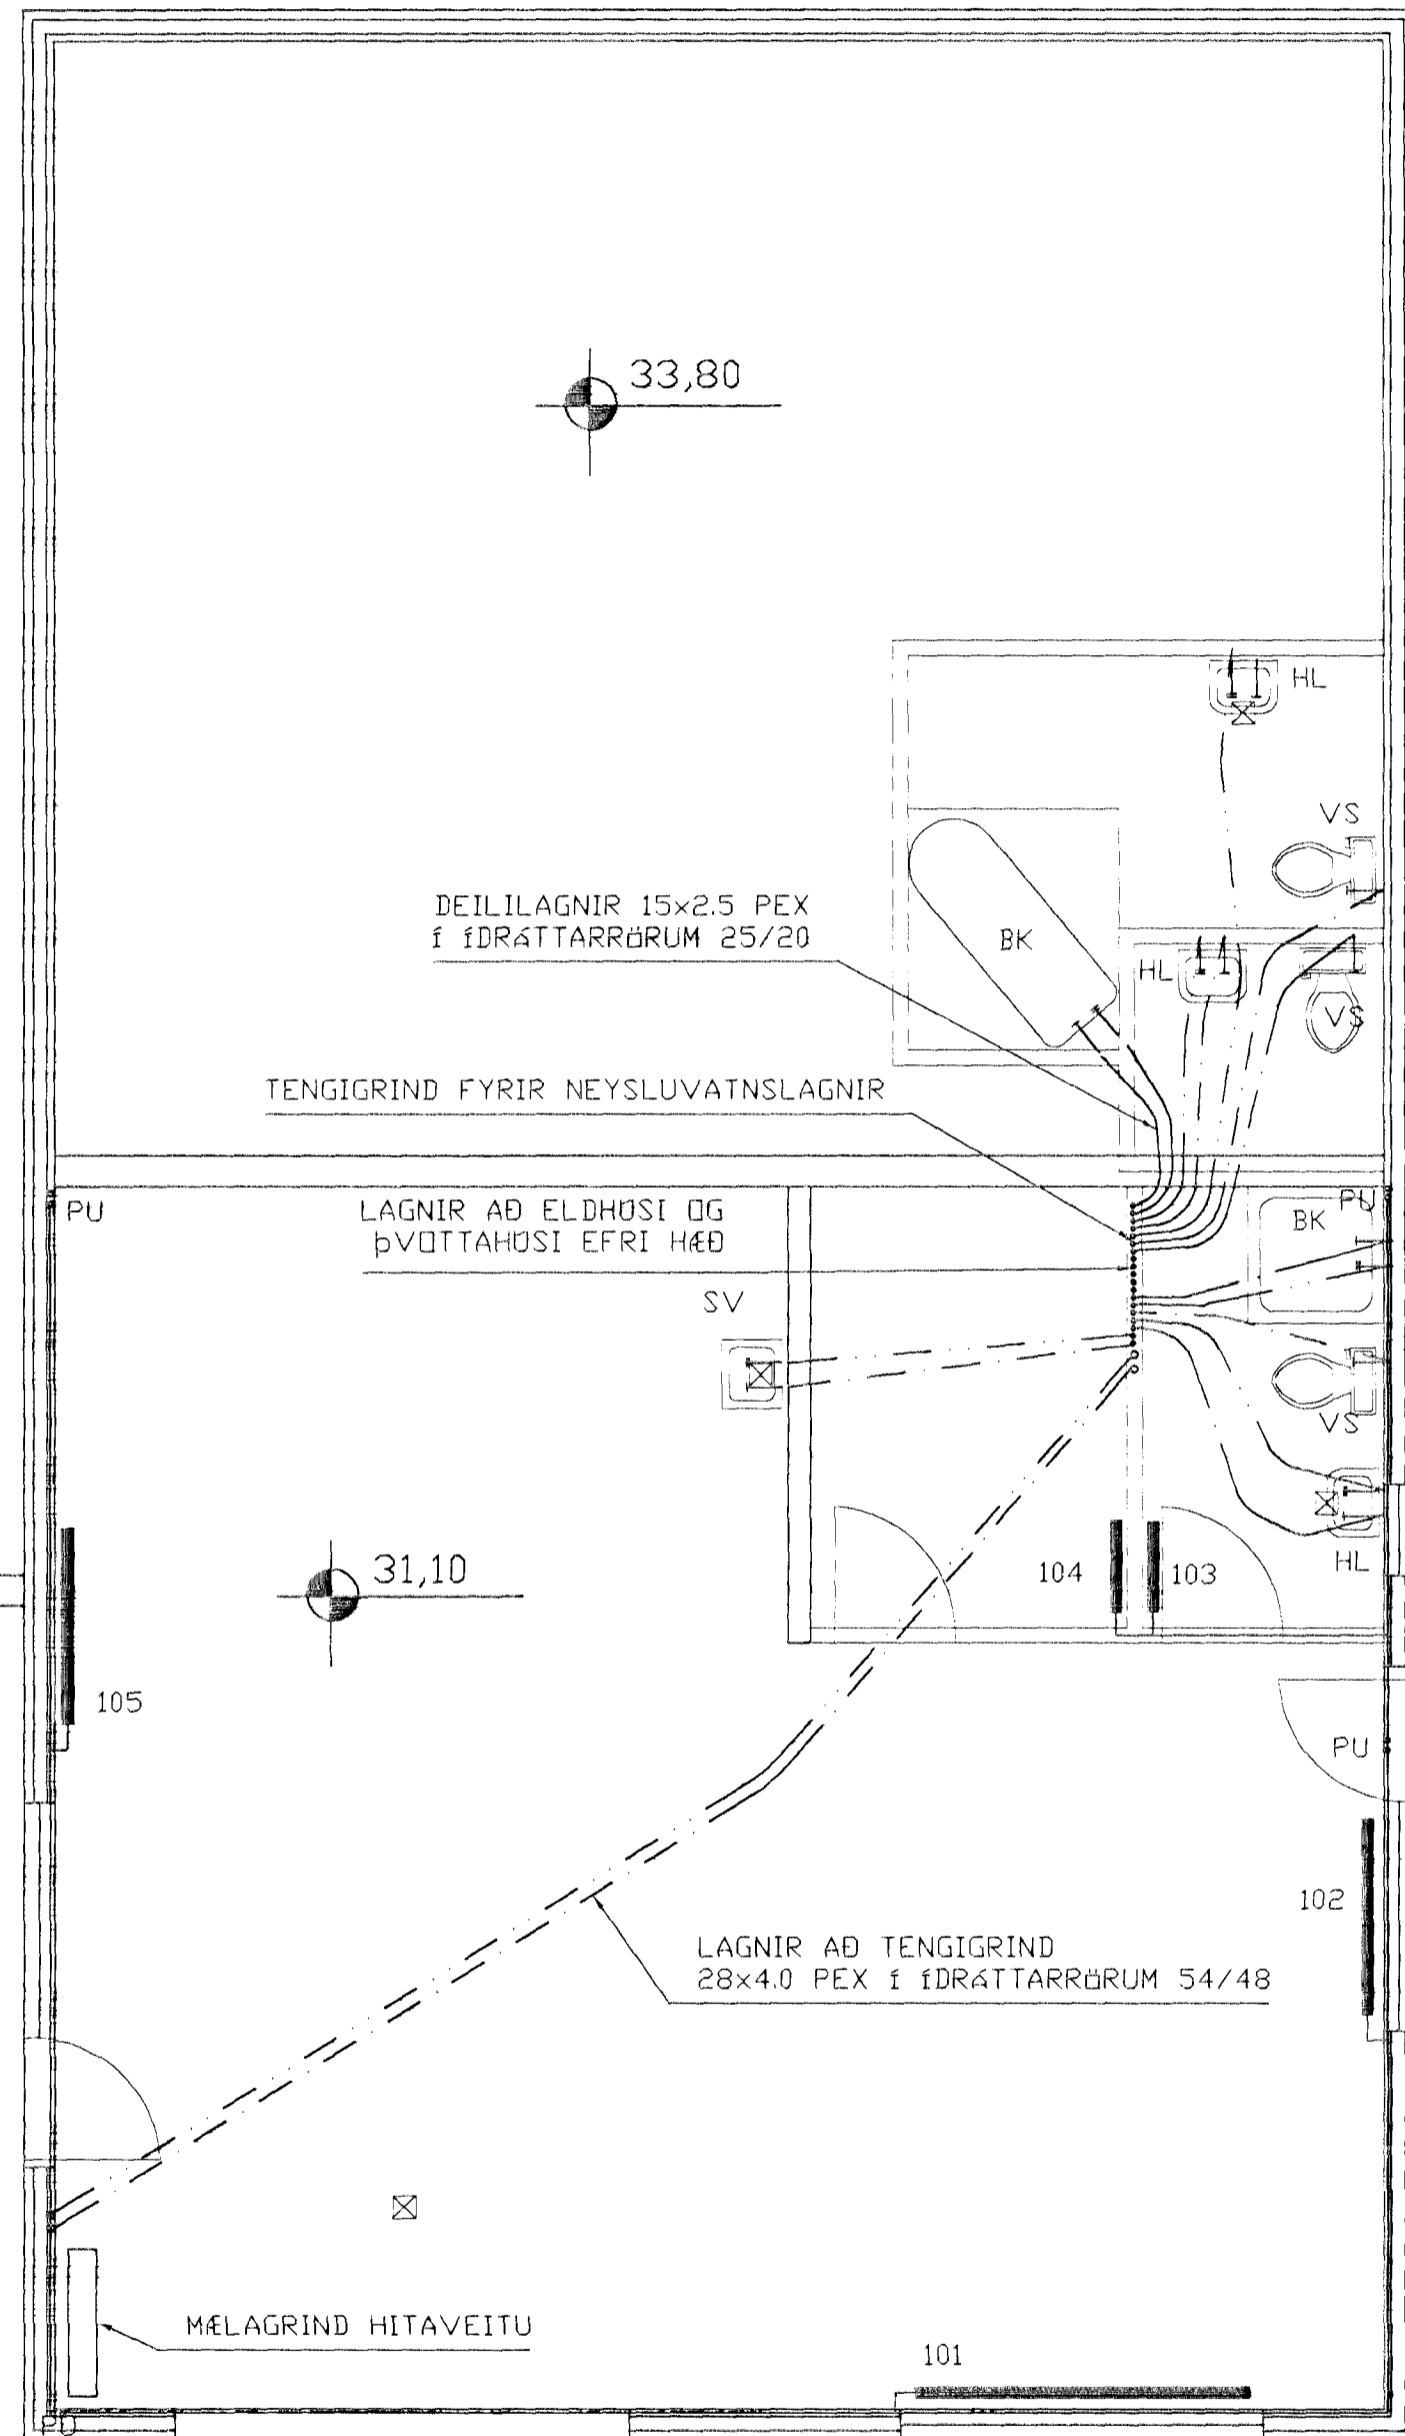 33,80
HL
VS
DEILILAGNIR 15x2.5 PEX
Í ÍDRÁTTARRÖRUM 25/20
BK
HL
VS
TENGIGRIND FYRIR NEYSLUVATNSLAGNIR
PU
LAGNIR AÐ ELDHÚSI OG
ÞVOTTAHÚSI EFRI HÆÐ
BK
PU
SV
VS
31,10
104
103
HL
105
PU
102
LAGNIR AÐ TENGIGRIND
28x4.0 PEX Í ÍDRÁTTARRÖRUM 54/48
MÆLAGRIND HITAVEITU
101